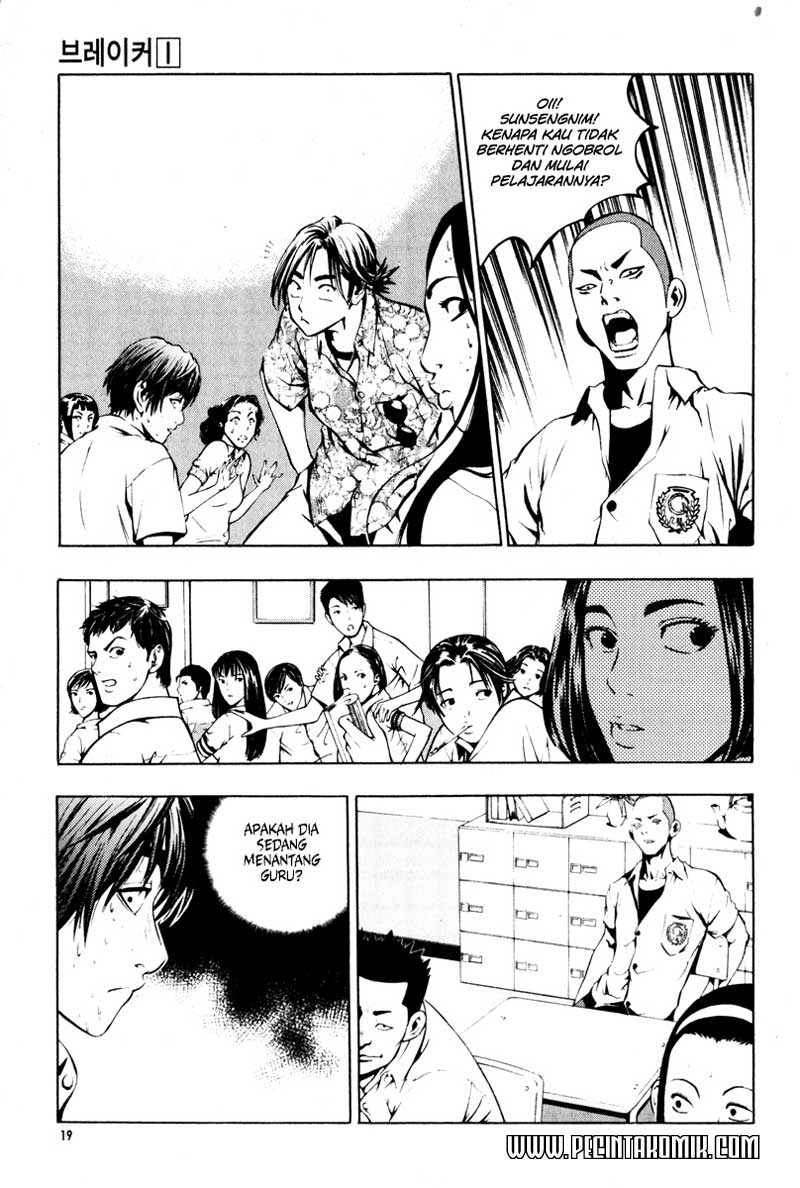 브레이커 1
OII!
SUNSENGNIM!
KENAPA KAU TIDAK
BERHENTI NGOBROL
DAN MULAI
PELAJARANNYA?
APAKAH DIA
SEDANG
MENANTANG
GURU?
19
WWW.PECINTAKOMIK.COM